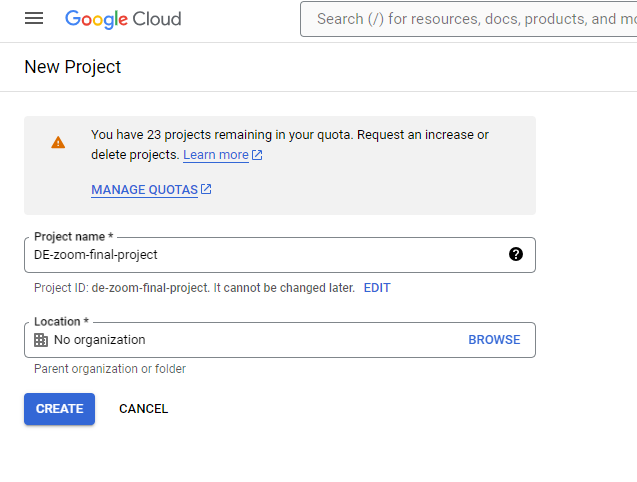 Google Cloud
Search (/) for resources, docs, products, and
New Project
You have 23 projects remaining in your quota. Request an increase or
delete projects. Learn more
MANAGE QUOTAS
Project name *
DE-zoom-final-project
Project ID: de-zoom-final-project. It cannot be changed later. EDIT
Location *
No organization BROWSE
Parent organization or folder
CREATE CANCEL